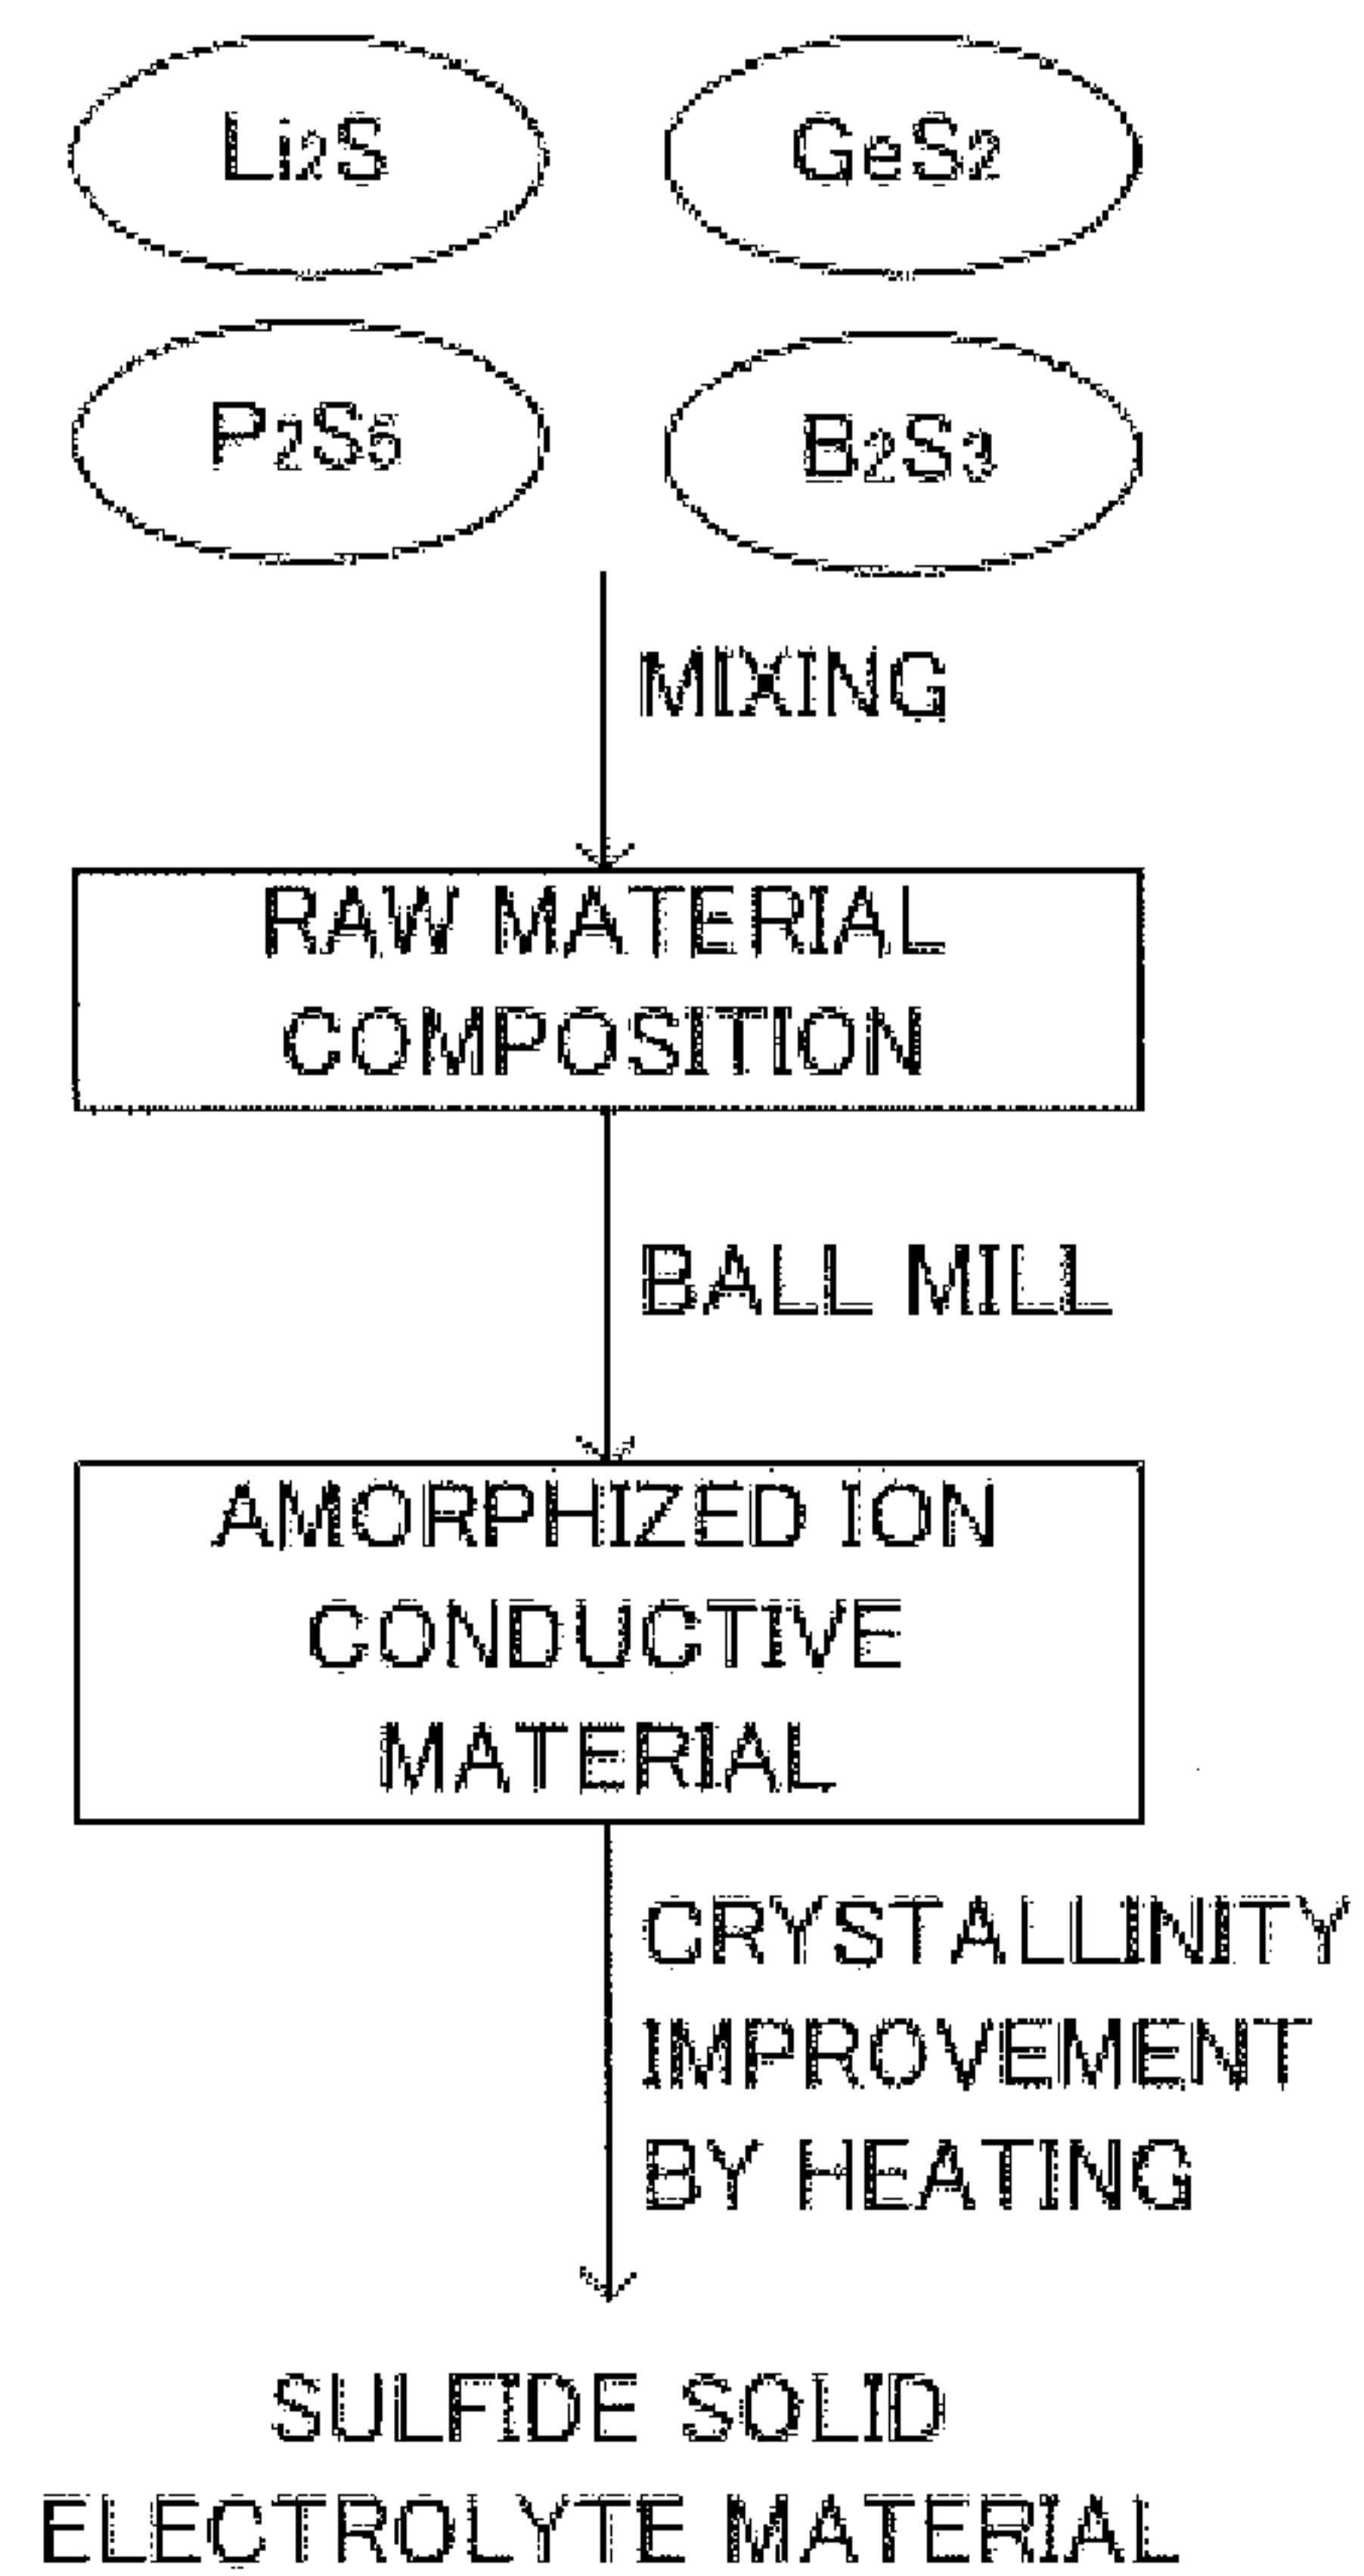 Li2S
GeS2
P2S5
B2S3
MIXING
RAW MATERIAL
COMPOSITION
BALL MILL
AMORPHIZED ION
CONDUCTIVE
MATERIAL
CRYSTALLINITY
IMPROVEMENT
BY HEATING
SULFIDE SOLID
ELECTROLYTE MATERIAL